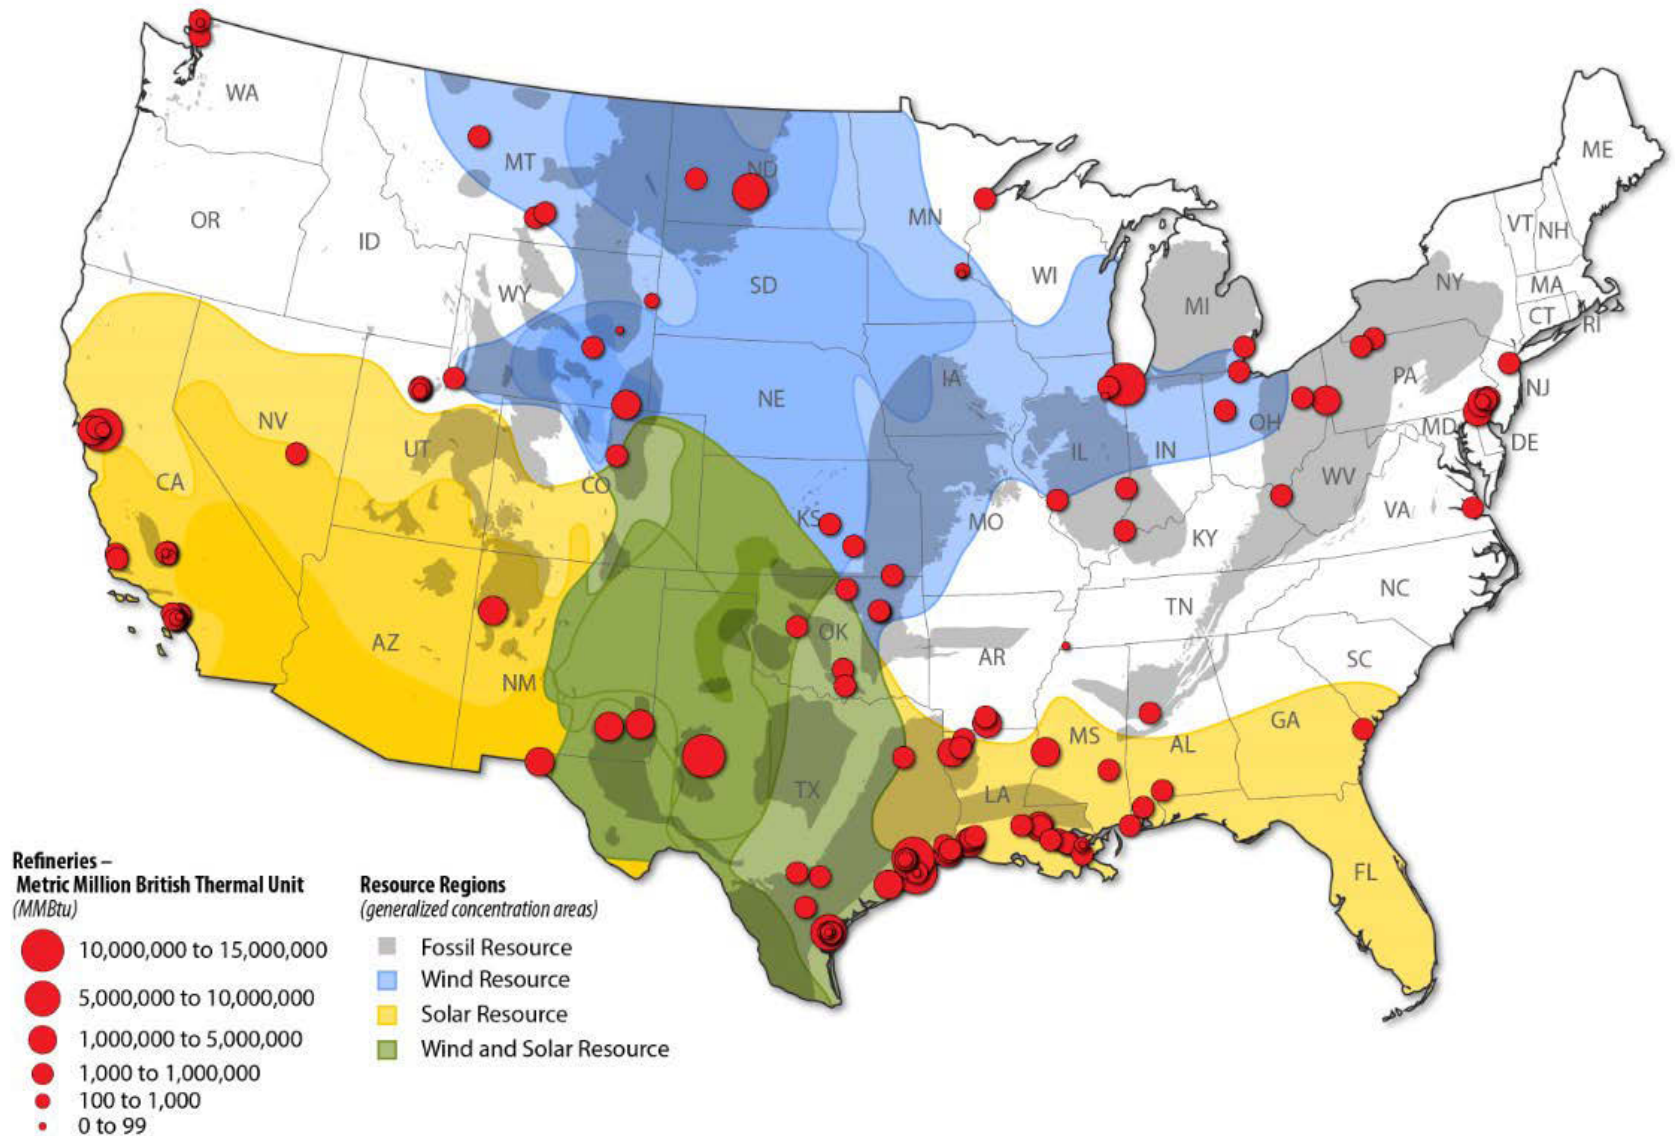 WA
MT
ND
ME
OR
ID
MN
VT
NH
WI
WY
SD
MI
NY
MA
CT
RI
IA
NE
PA
NJ
NV
UT
OH
MD
DE
IL
IN
CA
CO
WV
KS
MO
VA
KY
NC
TN
OK
AZ
AR
SC
NM
GA
MS
AL
TX
LA
FL
Refineries –
Metric Million British Thermal Unit
(MMBtu)
10,000,000 to 15,000,000
5,000,000 to 10,000,000
1,000,000 to 5,000,000
1,000 to 1,000,000
100 to 1,000
0 to 99
Resource Regions
(generalized concentration areas)
Fossil Resource
Wind Resource
Solar Resource
Wind and Solar Resource